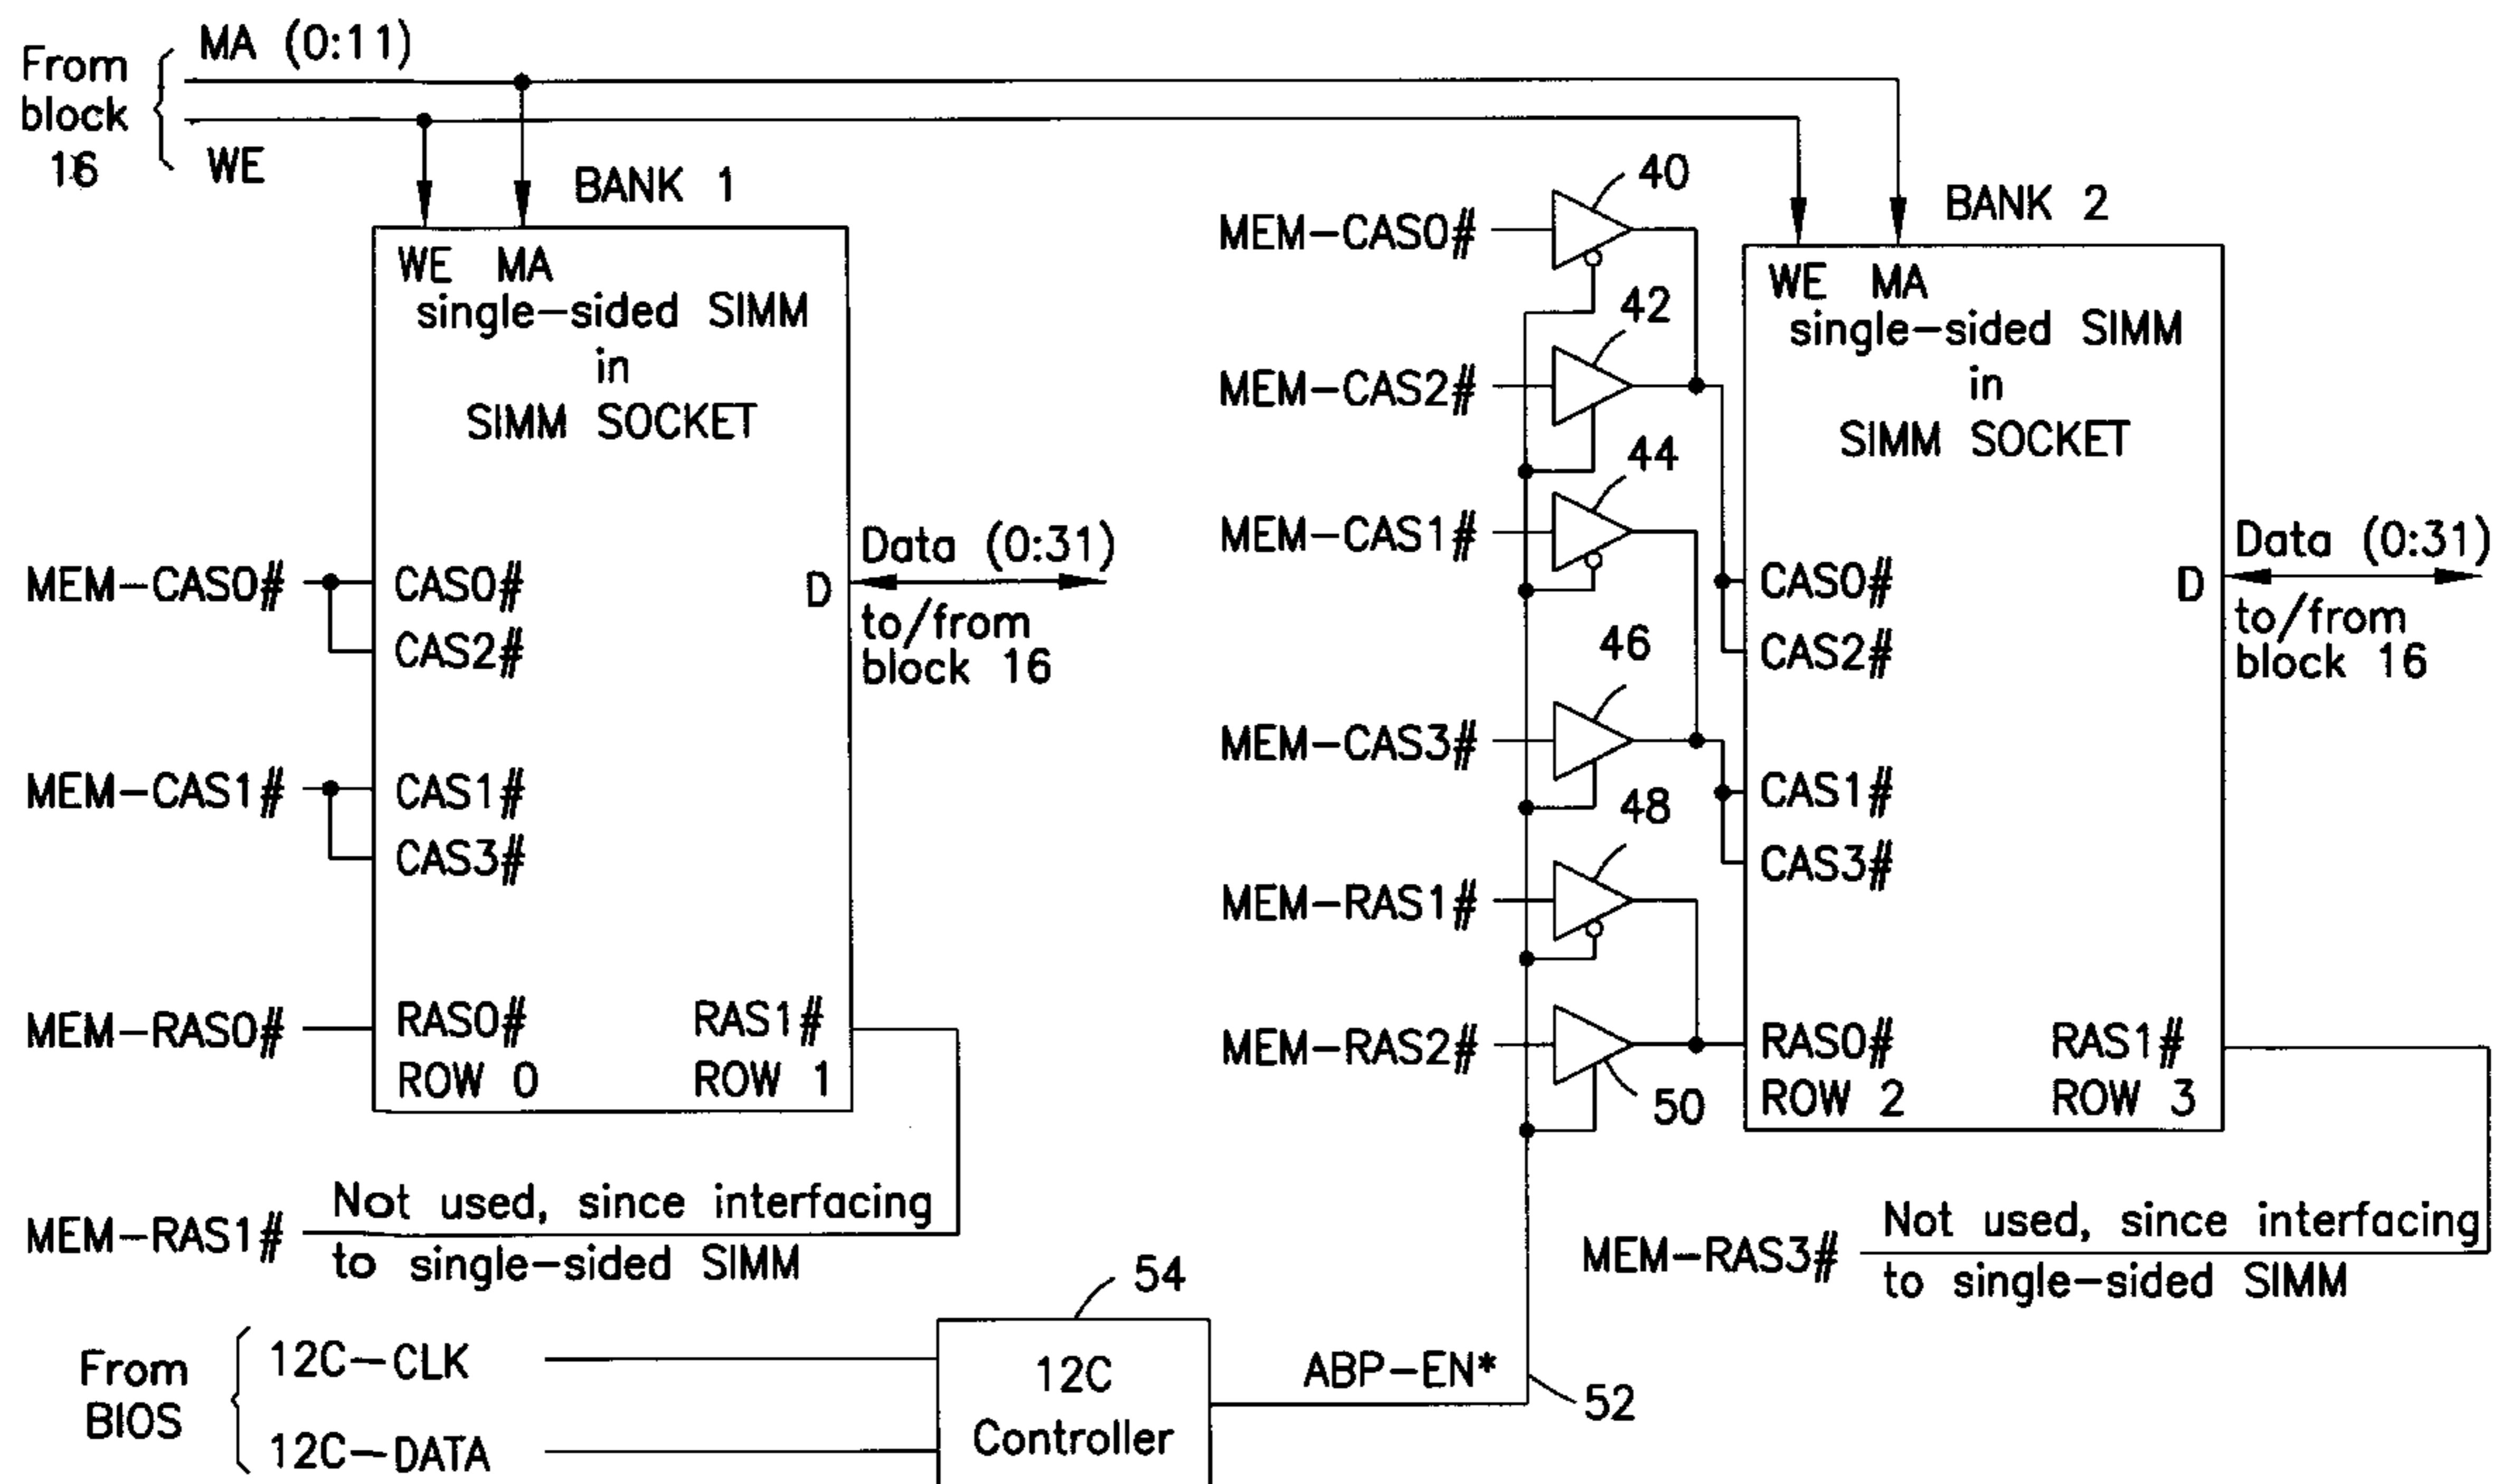 From
block
16
MA (0:11)
WE
BANK 1
WE MA
single-sided SIMM
in
SIMM SOCKET
MEM-CAS0#
CAS0#
CAS2#
MEM-CAS1#
CAS1#
CAS3#
MEM-RAS0#
RAS0#
ROW 0
RAS1#
ROW 1
D
Data (0:31)
to/from
block 16
MEM-RAS1#
Not used, since interfacing
to single-sided SIMM
MEM-CAS0#
40
MEM-CAS2#
42
MEM-CAS1#
44
MEM-CAS3#
46
MEM-RAS1#
48
MEM-RAS2#
50
BANK 2
WE MA
single-sided SIMM
in
SIMM SOCKET
CAS0#
CAS2#
CAS1#
CAS3#
RAS0#
ROW 2
RAS1#
ROW 3
D
Data (0:31)
to/from
block 16
MEM-RAS3#
Not used, since interfacing
to single-sided SIMM
From
BIOS
12C-CLK
12C-DATA
54
12C
Controller
ABP-EN*
52